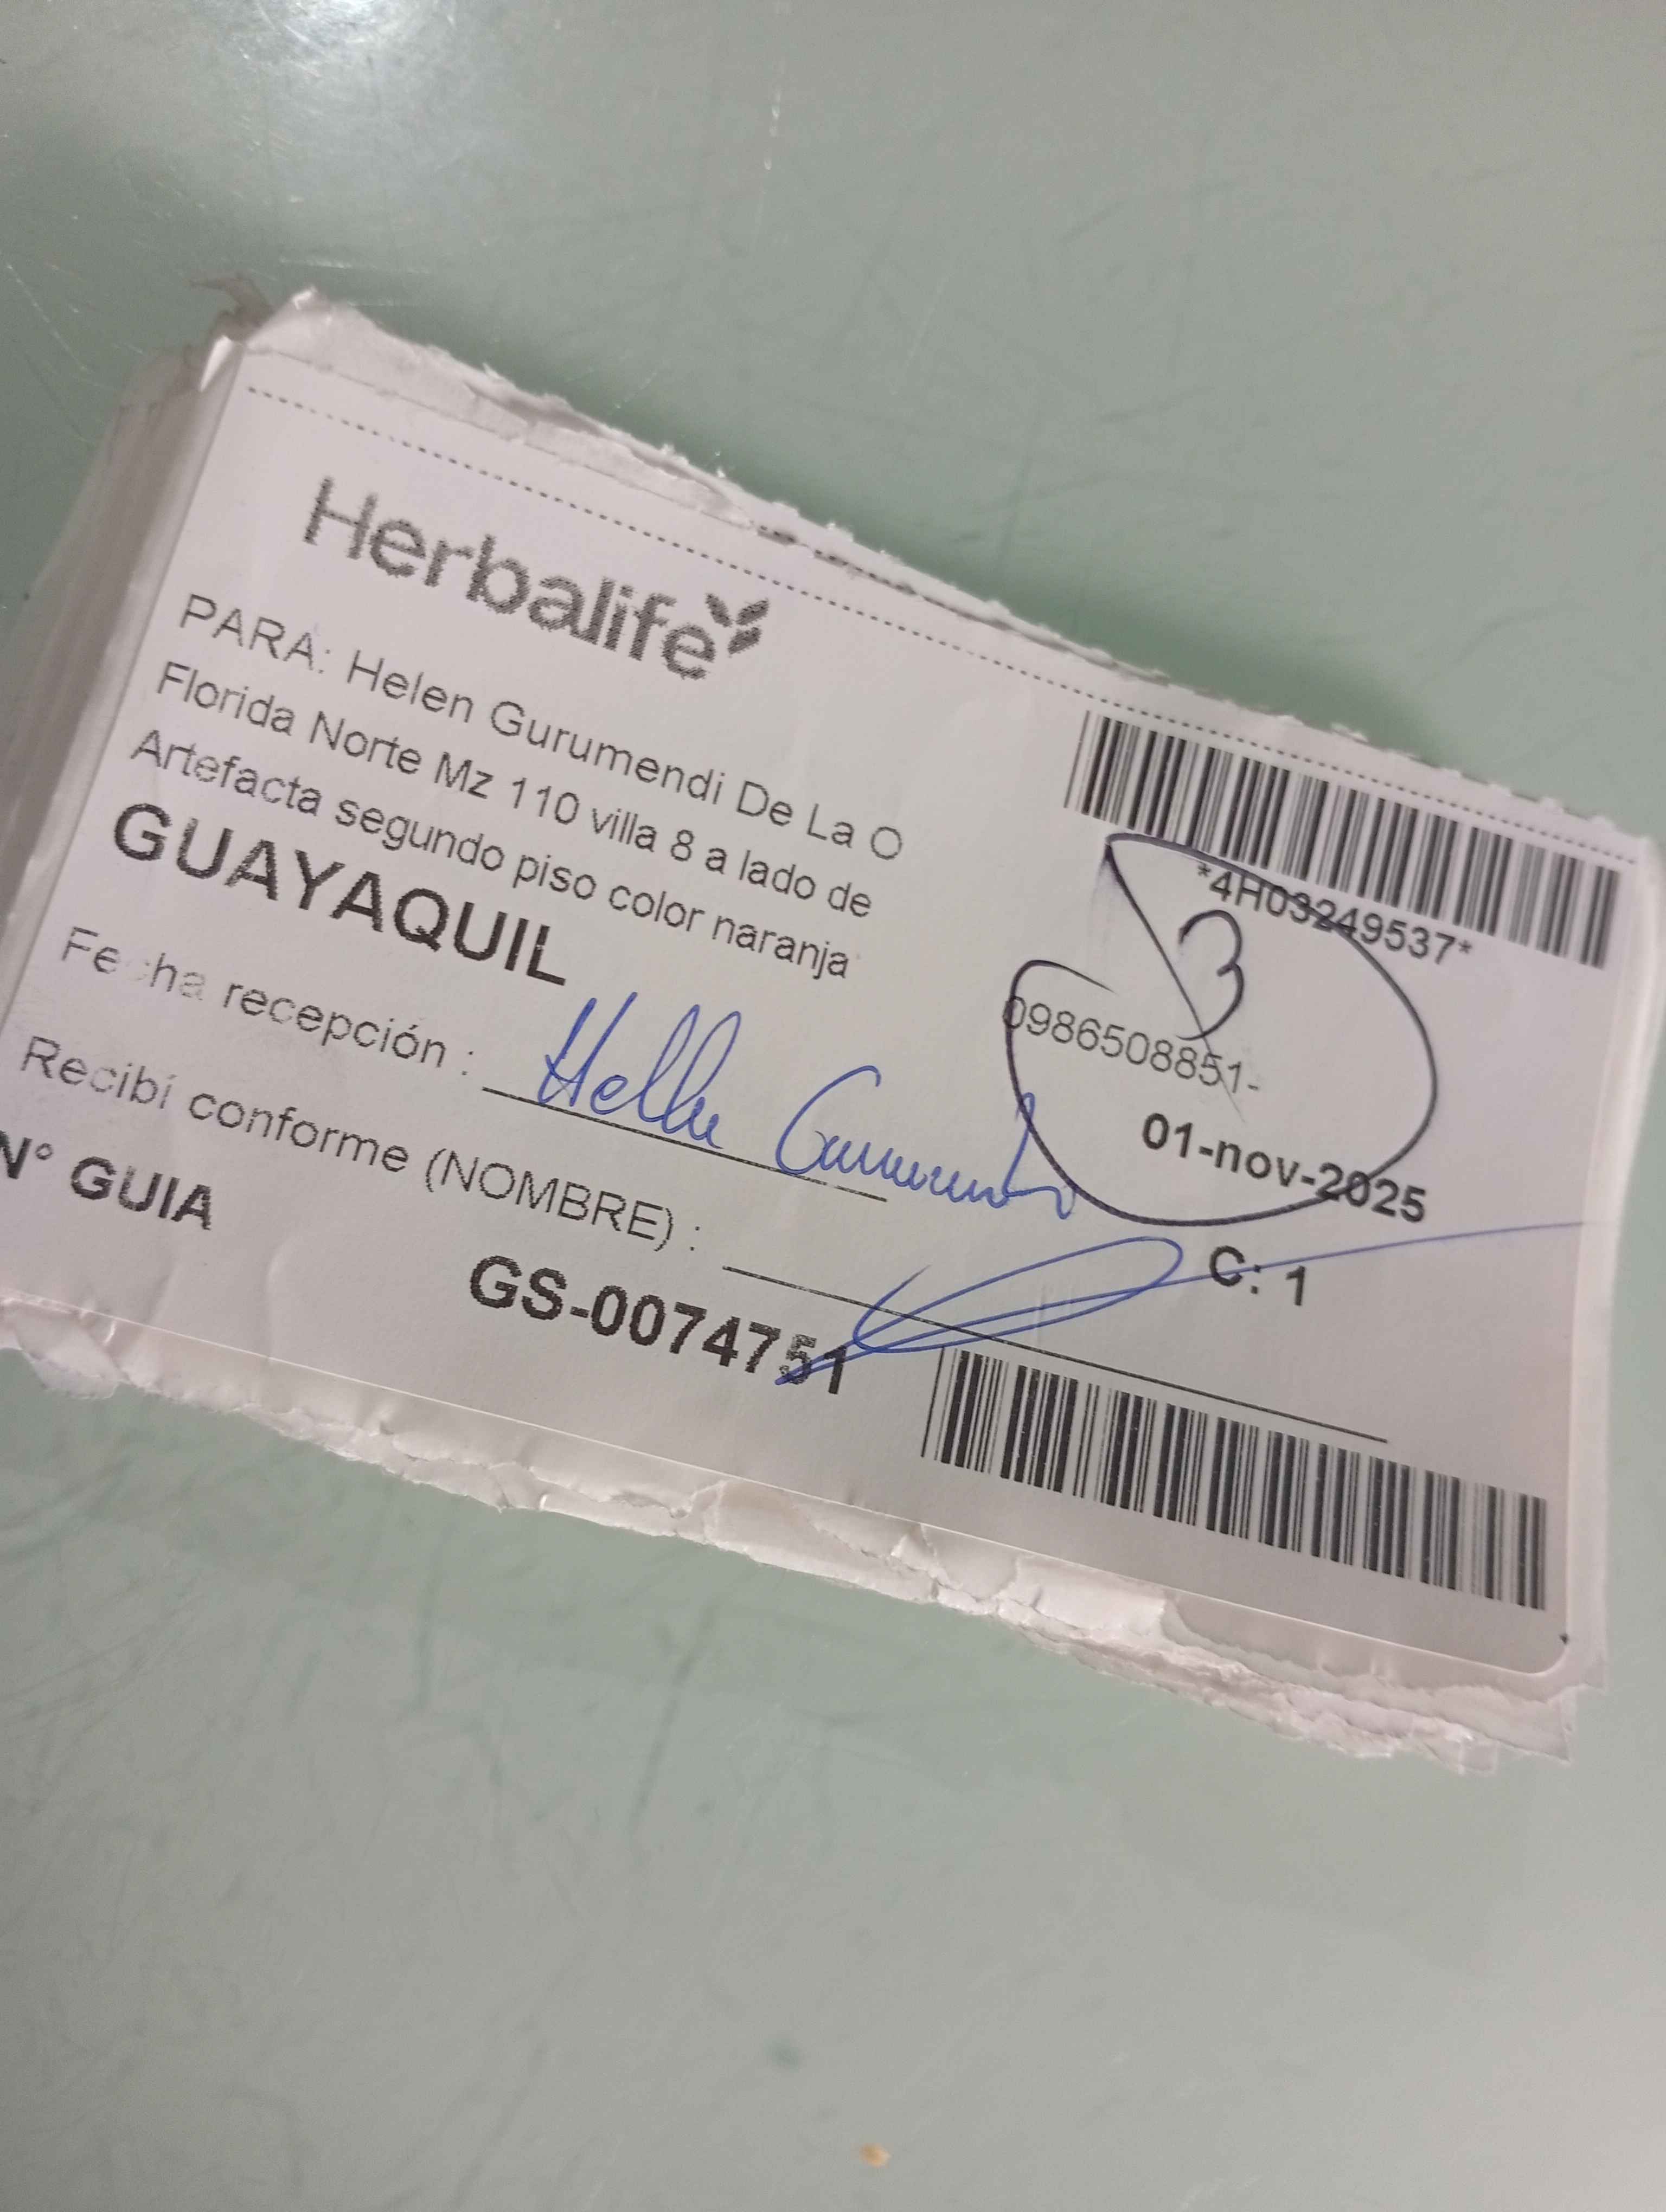 Herbalife
PARA: Helen Gurumendi De La O
Florida Norte Mz 110 villa 8 a lado de
Artefacta segundo piso color naranja
GUAYAQUIL
*4H03249537*
3
0986508851-
01-nov-2025
C: 1
Fecha recepción :
Recibí conforme (NOMBRE) :
N° GUIA
GS-0074751